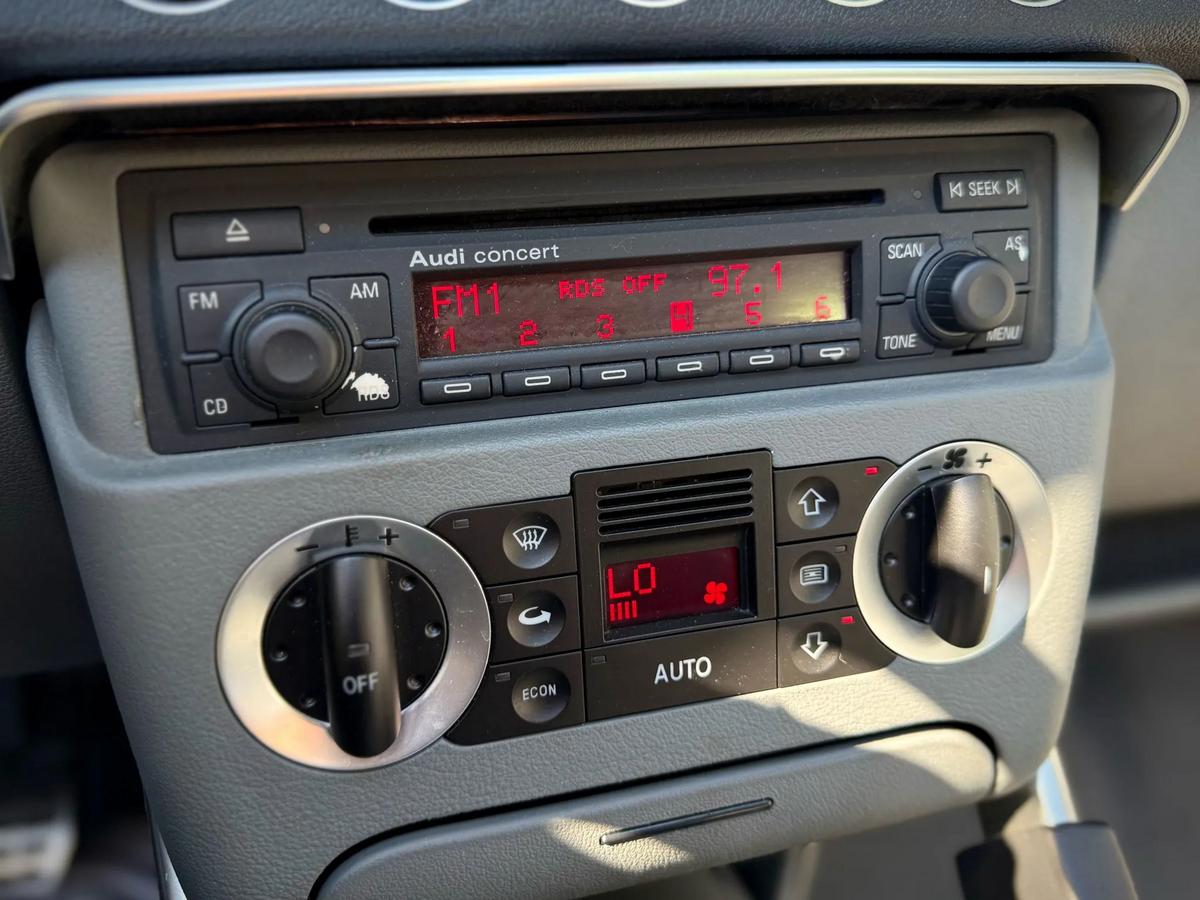 SEEK
Audi concert
SCAN
AS
FM
AM
FM1 RDS OFF 97.1
1 2 3 4 5 6
TONE
MENU
CD
RDS
- +
- +
LO
OFF
ECON
AUTO